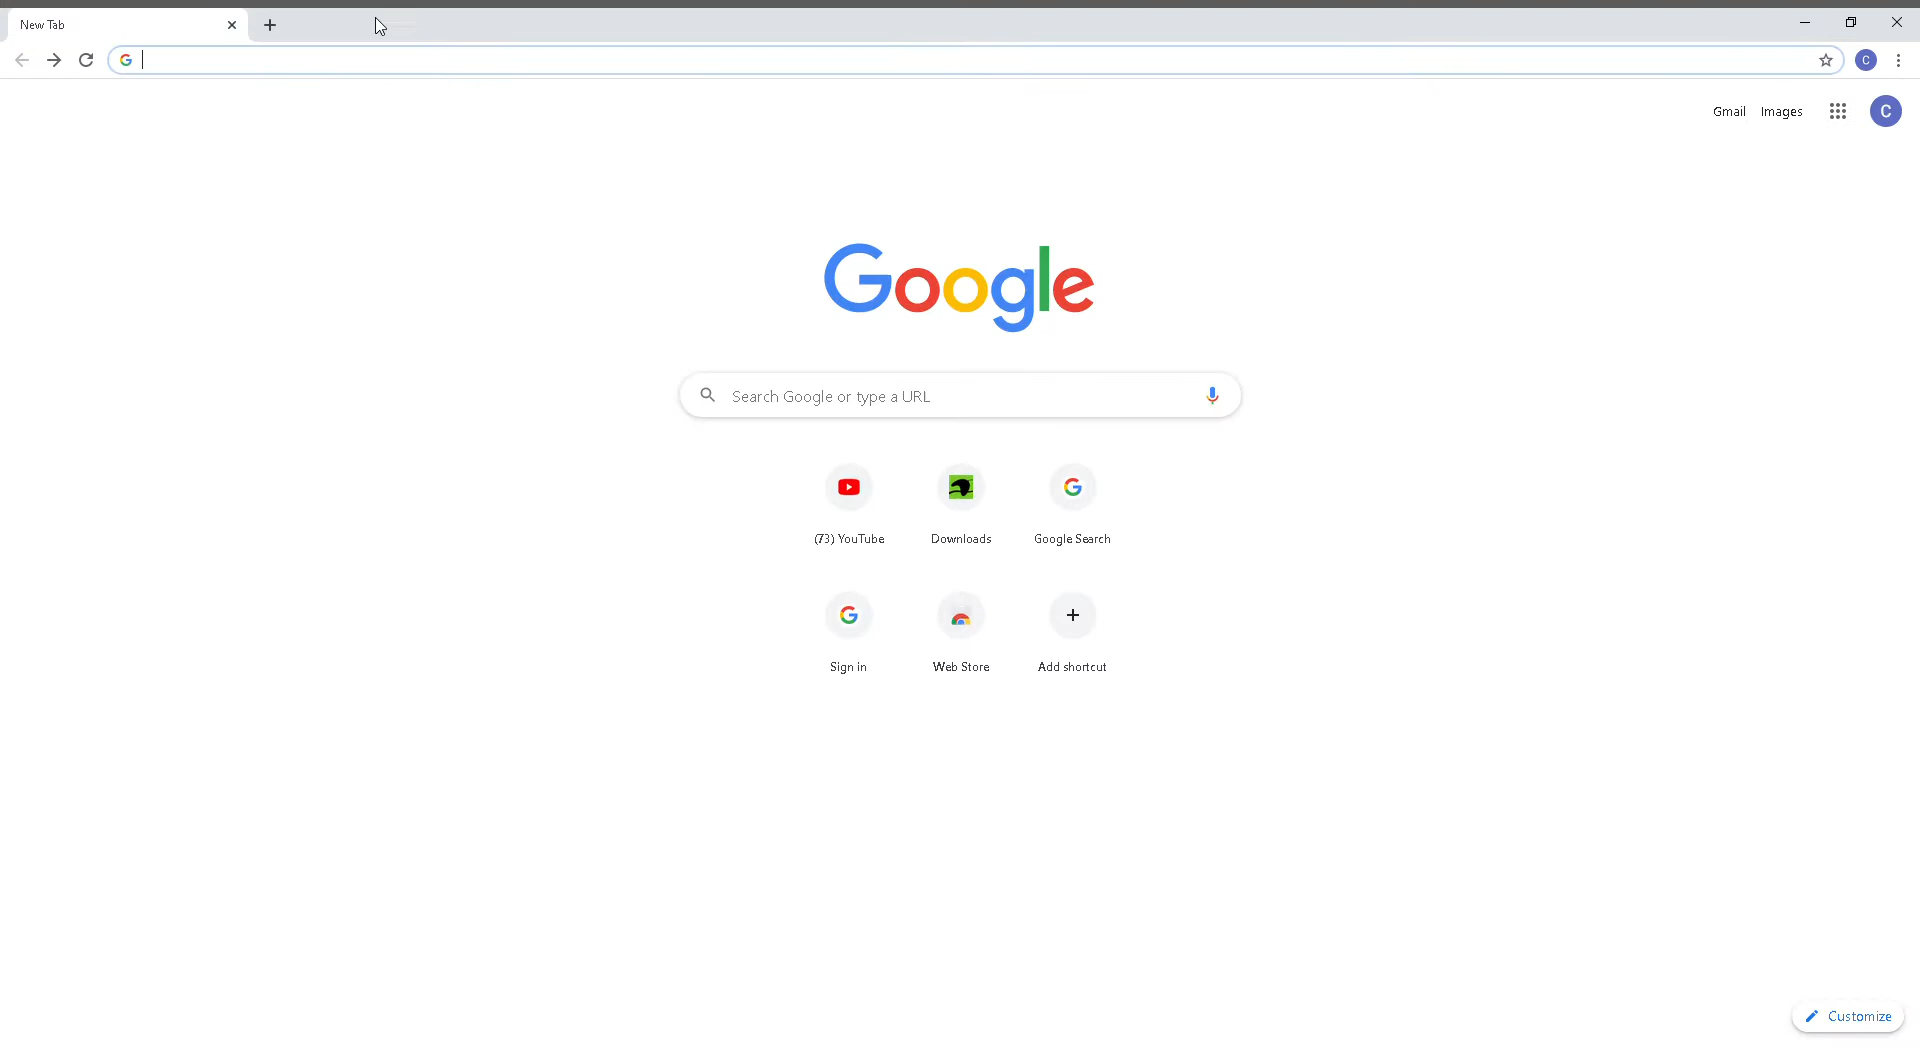 New Tab
Gmail Images
C
Google
Search Google or type a URL
(73) YouTube Downloads Google Search
Sign in Web Store Add shortcut
Customize